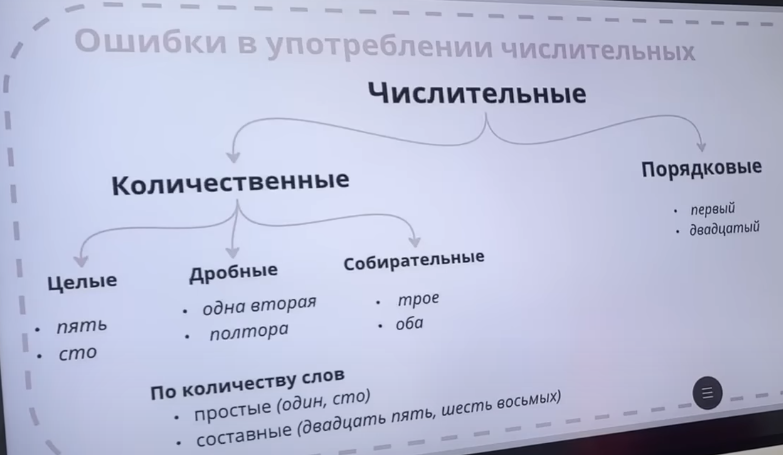 Ошибки в употреблении числительных
Числительные
Количественные
Порядковые
• первый
• двадцатый
Целые
• пять
• сто
Дробные
• одна вторая
• полтора
Собирательные
• трое
• оба
По количеству слов
• простые (один, сто)
• составные (двадцать пять, шесть восьмых)